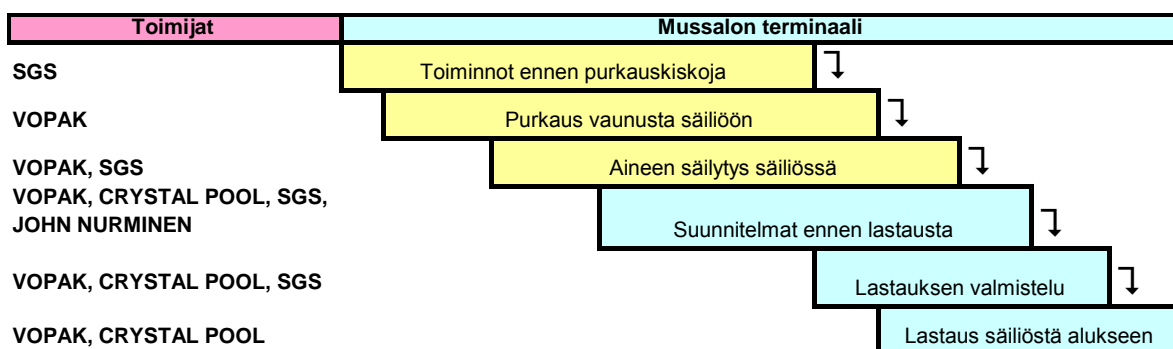 Toimijat Mussalon terminaali
SGS Toiminnot ennen purkauskiskoja
VOPAK Purkaus vaunusta säiliöön
VOPAK, SGS Aineen säilytys säiliössä
VOPAK, CRYSTAL POOL, SGS,
JOHN NURMINEN Suunnitelmat ennen lastausta
VOPAK, CRYSTAL POOL, SGS Lastauksen valmistelu
VOPAK, CRYSTAL POOL Lastaus säiliöstä alukseen